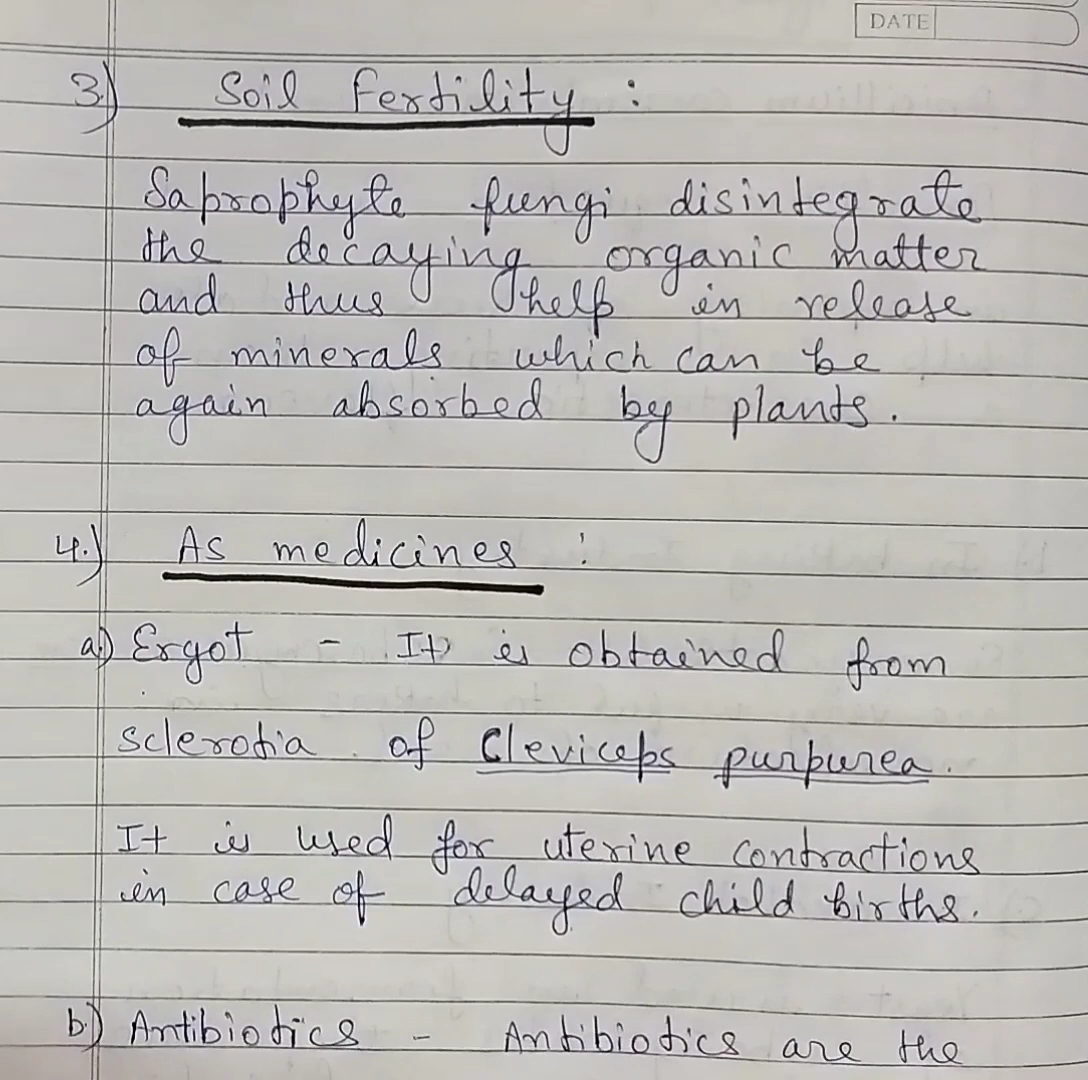 DATE
3.) Soil Fertility :
Saprophyte fungi disintegrate
the decaying organic matter
and thus help in release
of minerals which can be
again absorbed by plants.
4.) As medicines :
a) Ergot - It is obtained from
sclerotia of Cleviceps purpurea.
It is used for uterine contractions
in case of delayed child births.
b) Antibiotics - Antibiotics are the